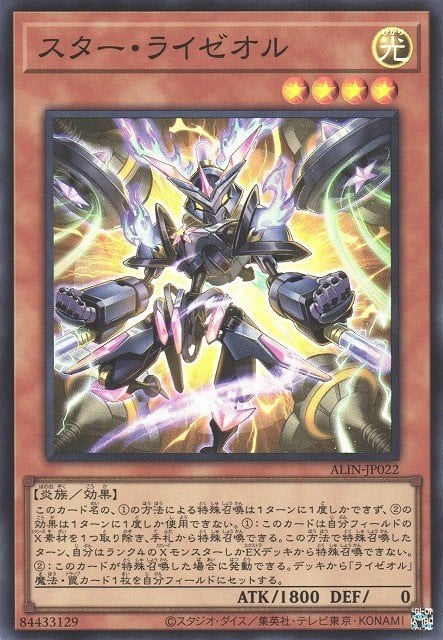 スター・ライゼオル
光
ALIN-JP022
【炎族/効果】
このカード名の、①の方法による特殊召喚は1ターンに1度しかできず、②の
効果は1ターンに1度しか使用できない。①:このカードは自分フィールドの
X素材を1つ取り除き、手札から特殊召喚できる。この方法で特殊召喚した
ターン、自分はランク4のXモンスターしかEXデッキから特殊召喚できない。
②:このカードが特殊召喚した場合に発動できる。デッキから「ライゼオル」
魔法・罠カード1枚を自分フィールドにセットする。
ATK/1800 DEF/ 0
84433129
©スタジオ・ダイス/集英社・テレビ東京・KONAMI